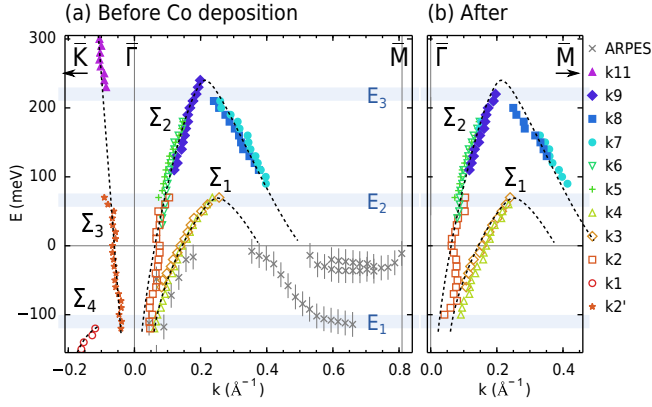 (a) Before Co deposition
(b) After
K̅ Γ̅ M̅
Γ̅ M̅
300
200
100
0
−100
E (meV)
E₃
E₂
E₁
Σ₂
Σ₁
Σ₃
Σ₄
Σ₂
Σ₁
−0.2 0.0 0.2 0.4 0.6 0.8
k (Å⁻¹)
0.0 0.2 0.4
k (Å⁻¹)
ARPES
k11
k9
k8
k7
k6
k5
k4
k3
k2
k1
k2'